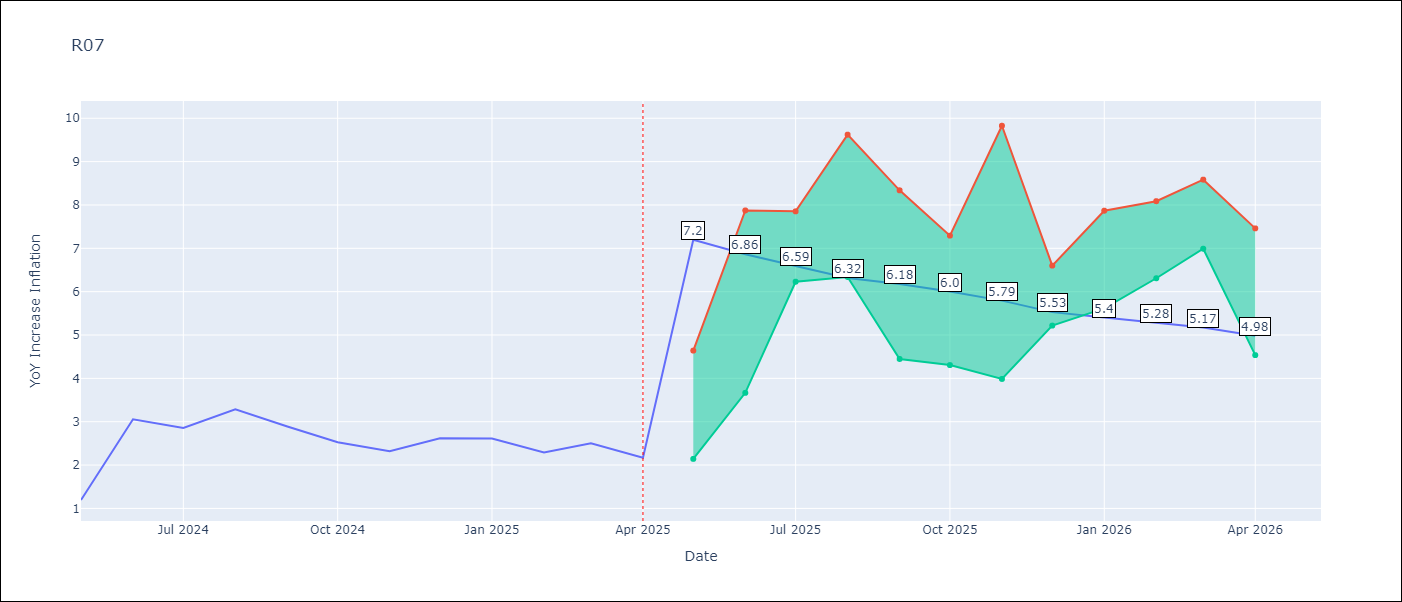 R07
YoY Increase Inflation
10
9
8
7
6
5
4
3
2
1
7.2
6.86
6.59
6.32
6.18
6.0
5.79
5.53
5.4
5.28
5.17
4.98
Jul 2024
Oct 2024
Jan 2025
Apr 2025
Jul 2025
Oct 2025
Jan 2026
Apr 2026
Date